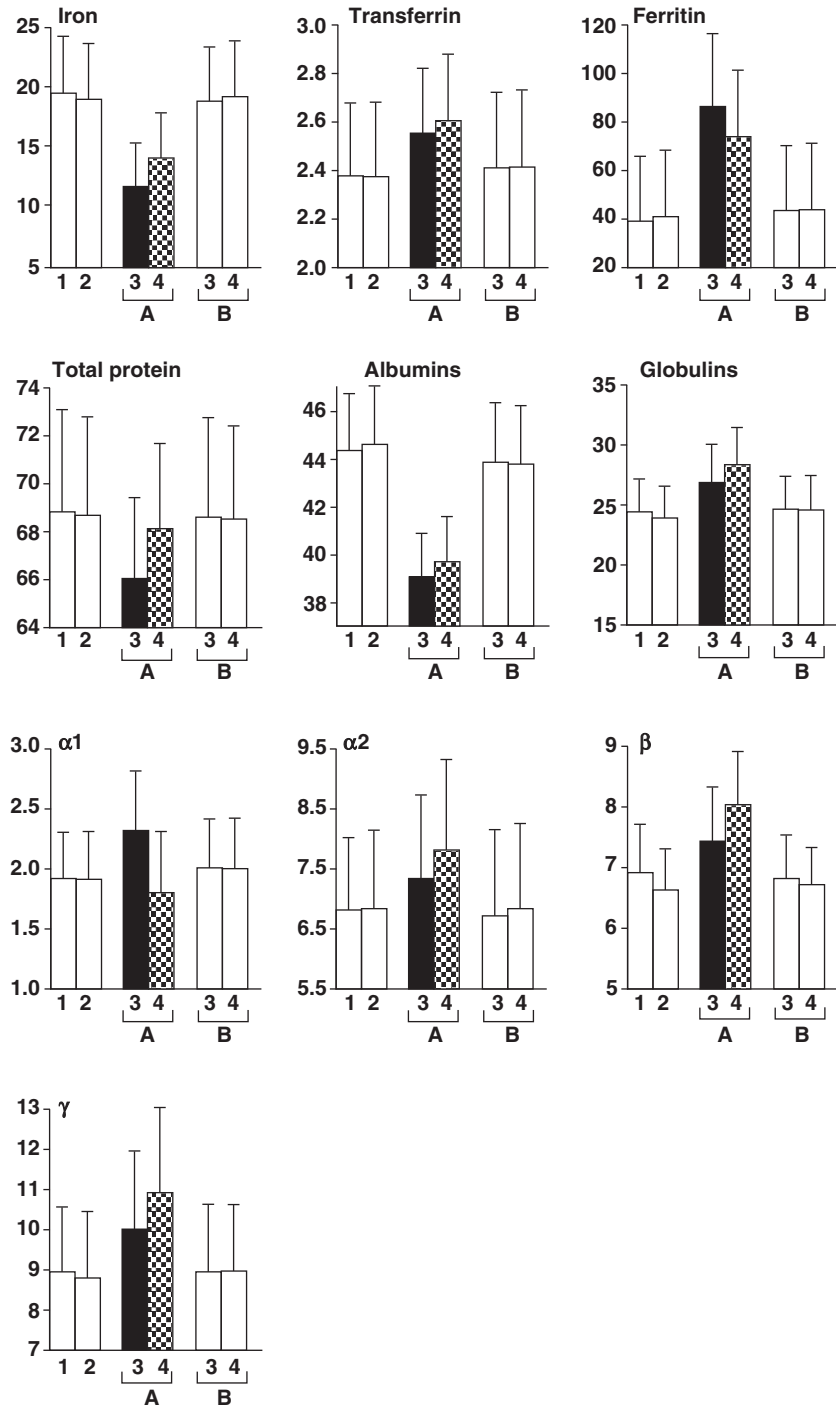 Iron
25
20
15
10
5
1 2 3 4 3 4
A B
Transferrin
3.0
2.8
2.6
2.4
2.2
2.0
1 2 3 4 3 4
A B
Ferritin
120
100
80
60
40
20
1 2 3 4 3 4
A B
Total protein
74
72
70
68
66
64
1 2 3 4 3 4
A B
Albumins
46
44
42
40
38
1 2 3 4 3 4
A B
Globulins
35
30
25
20
15
1 2 3 4 3 4
A B
α1
3.0
2.5
2.0
1.5
1.0
1 2 3 4 3 4
A B
α2
9.5
8.5
7.5
6.5
5.5
1 2 3 4 3 4
A B
β
9
8
7
6
5
1 2 3 4 3 4
A B
γ
13
12
11
10
9
8
7
1 2 3 4 3 4
A B